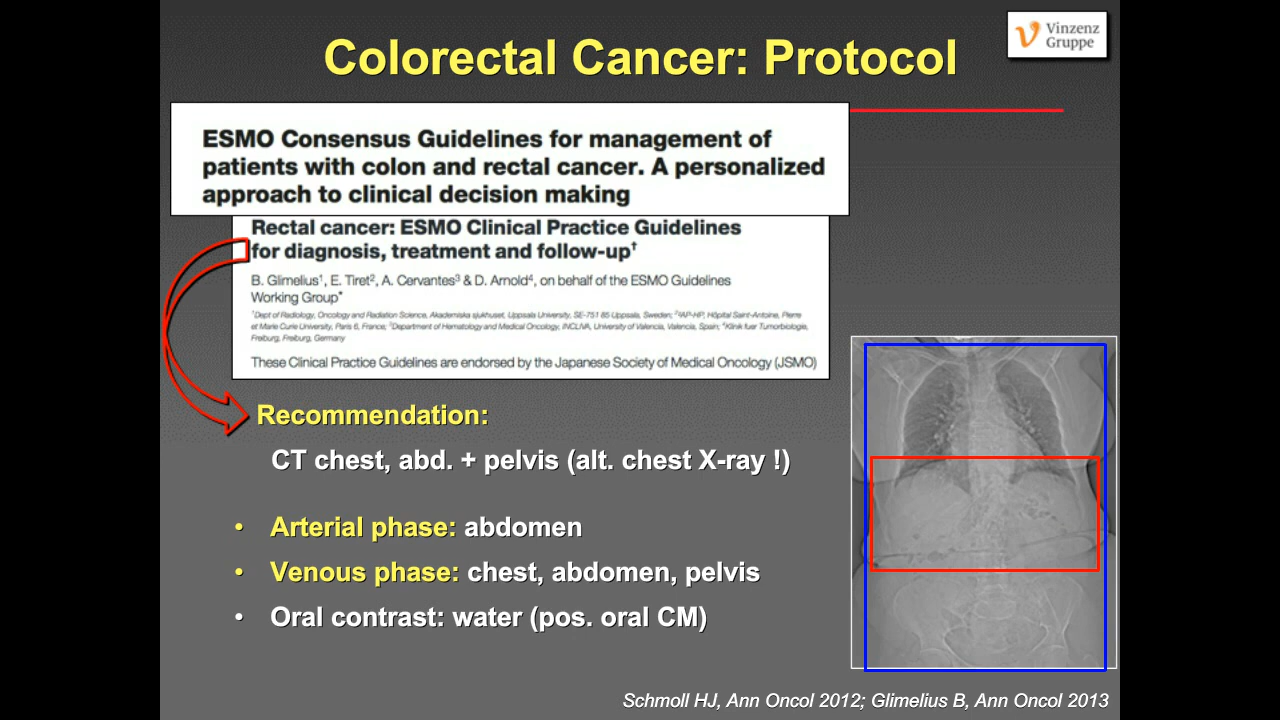 Colorectal Cancer: Protocol
Vinzenz
Gruppe
ESMO Consensus Guidelines for management of
patients with colon and rectal cancer. A personalized
approach to clinical decision making
Rectal cancer: ESMO Clinical Practice Guidelines
for diagnosis, treatment and follow-up†
B. Glimelius¹, E. Tiret², A. Cervantes³ & D. Arnold⁴, on behalf of the ESMO Guidelines
Working Group*
¹Dept of Radiology, Oncology and Radiation Science, Akademiska sjukhuset, Uppsala University, SE-751 85 Uppsala, Sweden; ²AP-HP, Hôpital Saint-Antoine, Pierre
et Marie Curie University, Paris 6, France; ³Department of Hematology and Medical Oncology, INCLIVA, University of Valencia, Valencia, Spain; ⁴Klinik fuer Tumorbiologie,
Freiburg, Freiburg, Germany
These Clinical Practice Guidelines are endorsed by the Japanese Society of Medical Oncology (JSMO)
Recommendation:
CT chest, abd. + pelvis (alt. chest X-ray !)
• Arterial phase: abdomen
• Venous phase: chest, abdomen, pelvis
• Oral contrast: water (pos. oral CM)
Schmoll HJ, Ann Oncol 2012; Glimelius B, Ann Oncol 2013